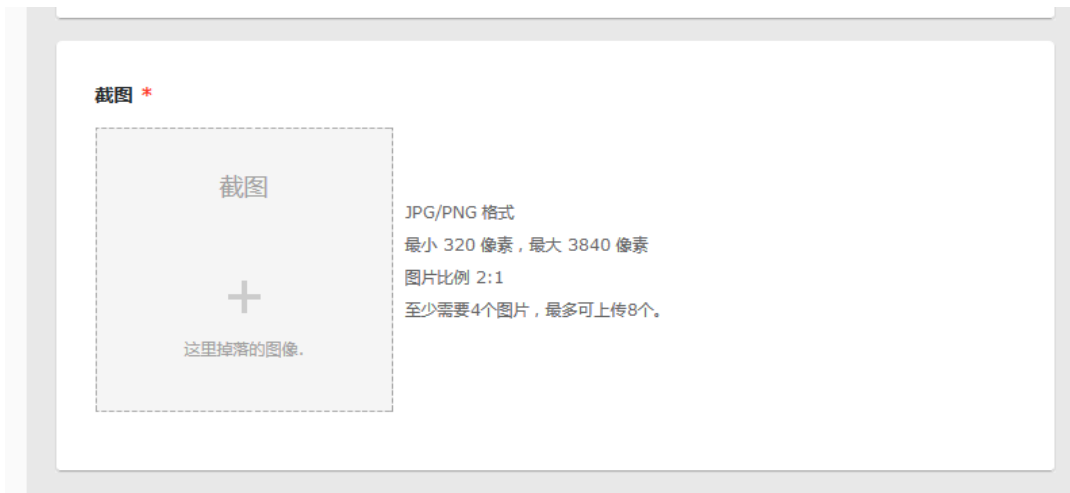 截图 *
截图
这里掉落的图像.
JPG/PNG 格式
最小 320 像素，最大 3840 像素
图片比例 2:1
至少需要4个图片，最多可上传8个。